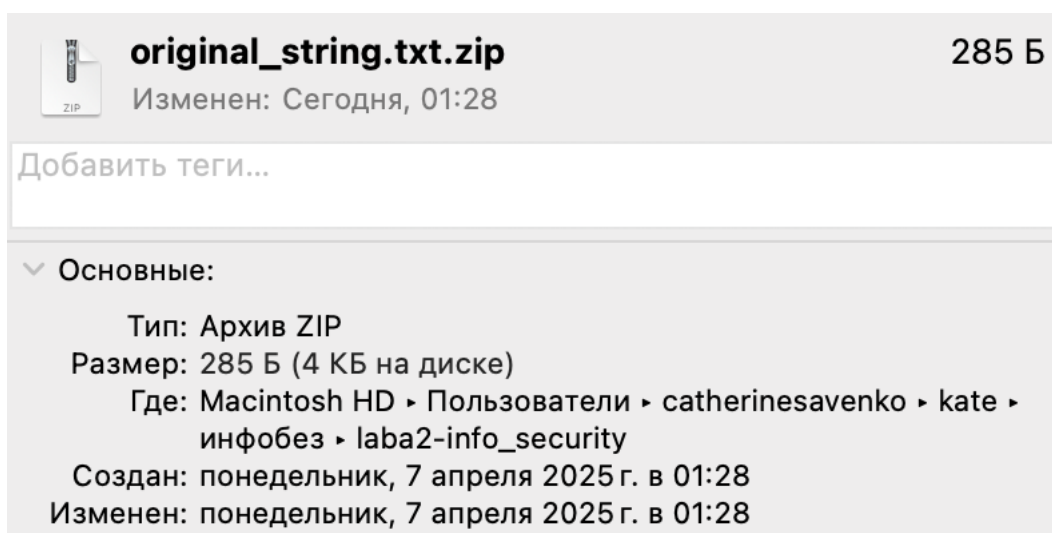 original_string.txt.zip 285 Б
Изменен: Сегодня, 01:28
ZIP
Добавить теги...
Основные:
Тип: Архив ZIP
Размер: 285 Б (4 КБ на диске)
Где: Macintosh HD ▸ Пользователи ▸ catherinesavenko ▸ kate ▸
инфобез ▸ laba2-info_security
Создан: понедельник, 7 апреля 2025 г. в 01:28
Изменен: понедельник, 7 апреля 2025 г. в 01:28